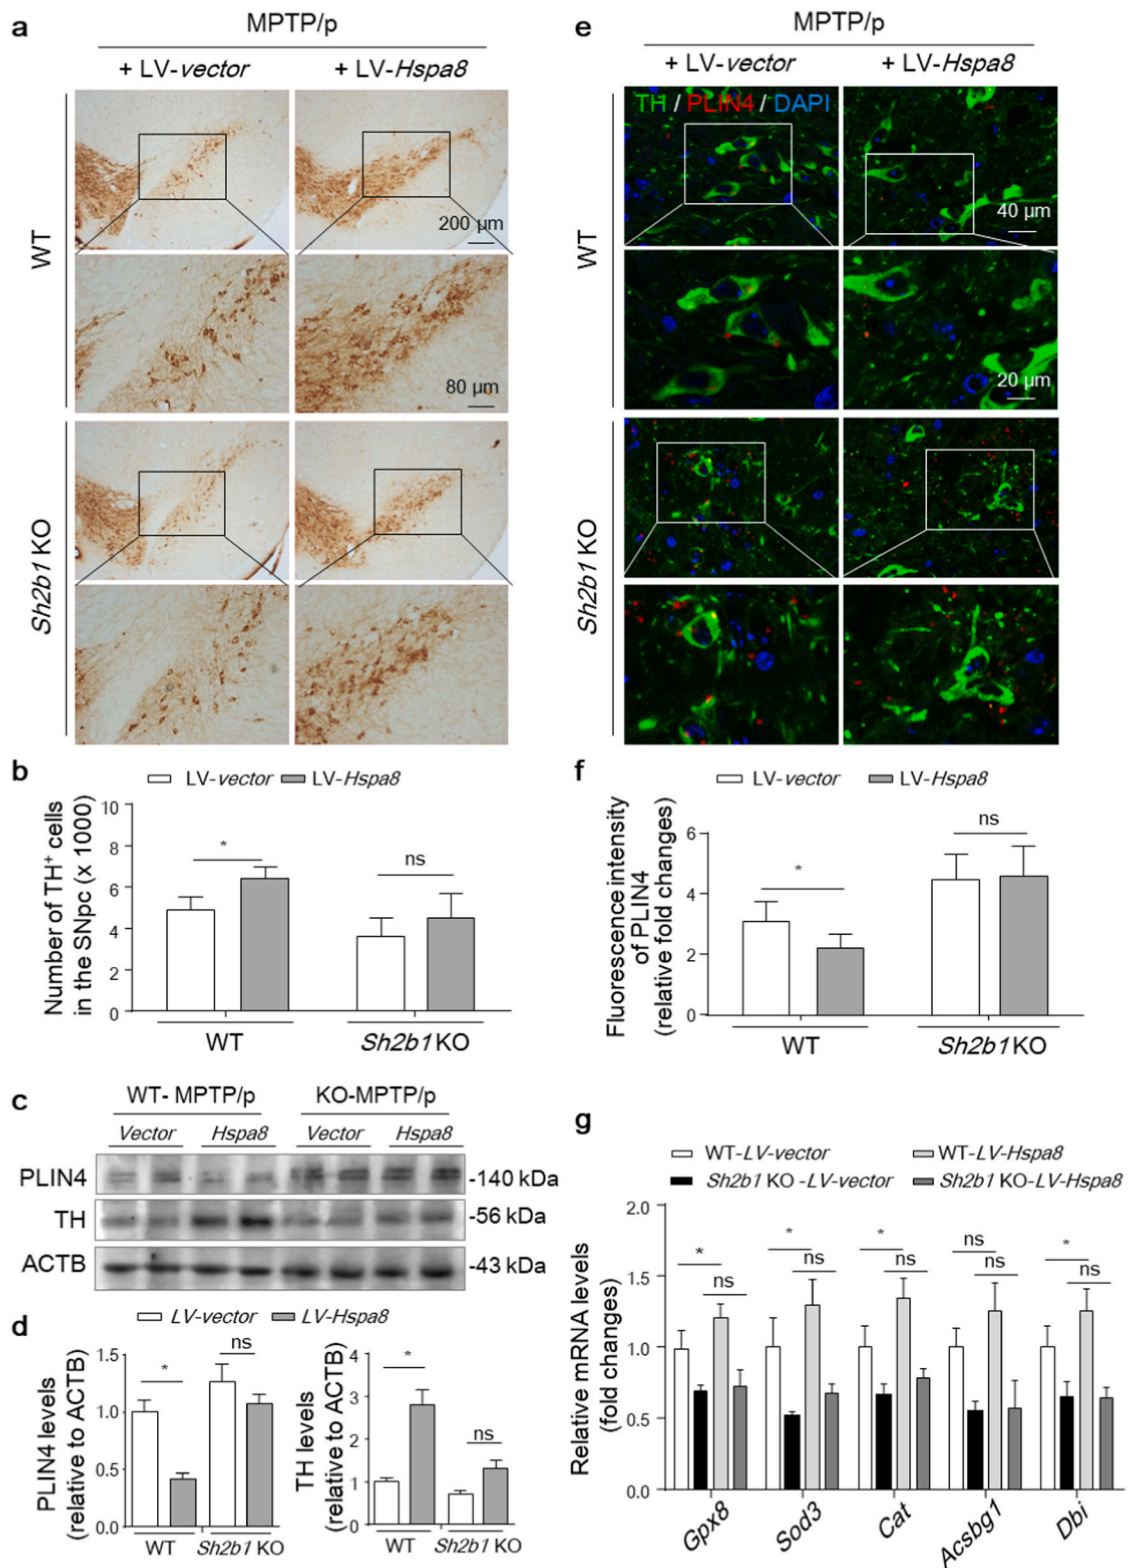 a
MPTP/p
+ LV-vector
+ LV-Hspa8
WT
200 µm
80 µm
Sh2b1 KO
e
MPTP/p
+ LV-vector
+ LV-Hspa8
WT
TH / PLIN4 / DAPI
40 µm
20 µm
Sh2b1 KO
b
LV-vector
LV-Hspa8
Number of TH+ cells
in the SNpc (x 1000)
10
8
6
4
2
0
*
ns
WT
Sh2b1 KO
f
LV-vector
LV-Hspa8
Fluorescence intensity
of PLIN4
(relative fold changes)
6
4
2
0
*
ns
WT
Sh2b1 KO
c
WT- MPTP/p
KO-MPTP/p
Vector
Hspa8
Vector
Hspa8
PLIN4
-140 kDa
TH
-56 kDa
ACTB
-43 kDa
d
LV-vector
LV-Hspa8
PLIN4 levels
(relative to ACTB)
1.5
1.0
0.5
0.0
*
ns
WT
Sh2b1 KO
TH levels
(relative to ACTB)
4
3
2
1
0
*
ns
WT
Sh2b1 KO
g
WT-LV-vector
WT-LV-Hspa8
Sh2b1 KO -LV-vector
Sh2b1 KO-LV-Hspa8
Relative mRNA levels
(fold changes)
2.0
1.5
1.0
0.5
0.0
*
ns
*
ns
*
ns
ns
ns
*
ns
Gpx8
Sod3
Cat
Acsbg1
Dbi